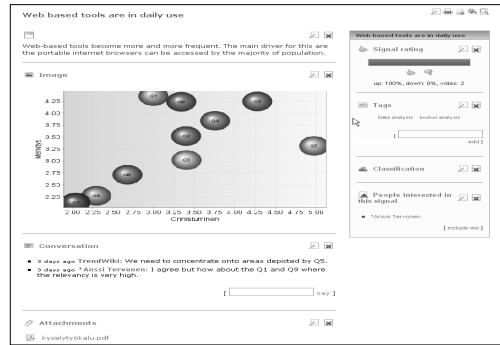 Web based tools are in daily use
Web-based tools become more and more frequent. The main driver for this are
the portable internet browsers can be accessed by the majority of population.
Image
4.25
4.00
3.75
3.50
3.25
3.00
2.75
2.50
2.25
Merkitys
Q1
Q2
Q4
Q3
Q5
2.00 2.25 2.50 2.75 3.00 3.25 3.50 3.75 4.00 4.25 4.50 4.75 5.00
Onnistuminen
Conversation
3 days ago TrendWiki: We need to concentrate onto areas depicted by Q5.
3 days ago *Anssi Tervonen: I agree but how about the Q1 and Q9 where
the relevancy is very high.
[ say ]
Attachments
kyselytyökalu.pdf
Web based tools are in daily use
Signal rating
up: 100%, down: 0%, votes: 2
Tags
Data analysis boston analysis
[
add ]
Classification
People interested in
this signal
*Anssi Tervonen
[ include me ]